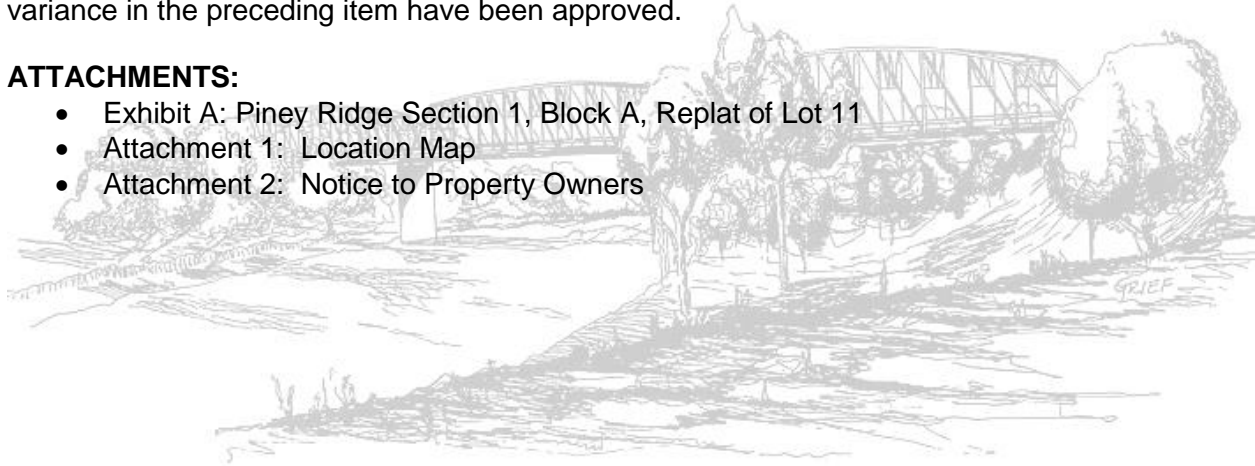 variance in the preceding item have been approved.
ATTACHMENTS:
• Exhibit A: Piney Ridge Section 1, Block A, Replat of Lot 11
• Attachment 1: Location Map
• Attachment 2: Notice to Property Owners
GRIEF